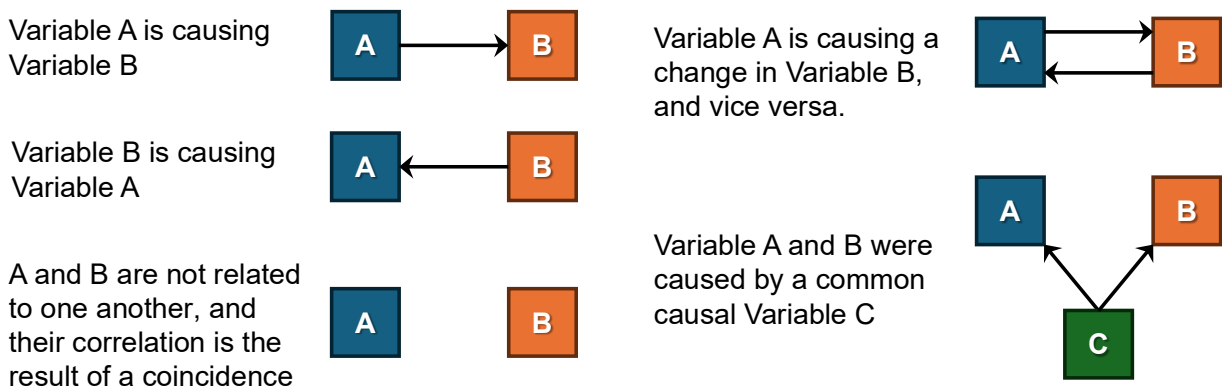 Variable A is causing
Variable B
A
B
Variable B is causing
Variable A
A
B
A and B are not related
to one another, and
their correlation is the
result of a coincidence
A
B
Variable A is causing a
change in Variable B,
and vice versa.
A
B
Variable A and B were
caused by a common
causal Variable C
A
B
C